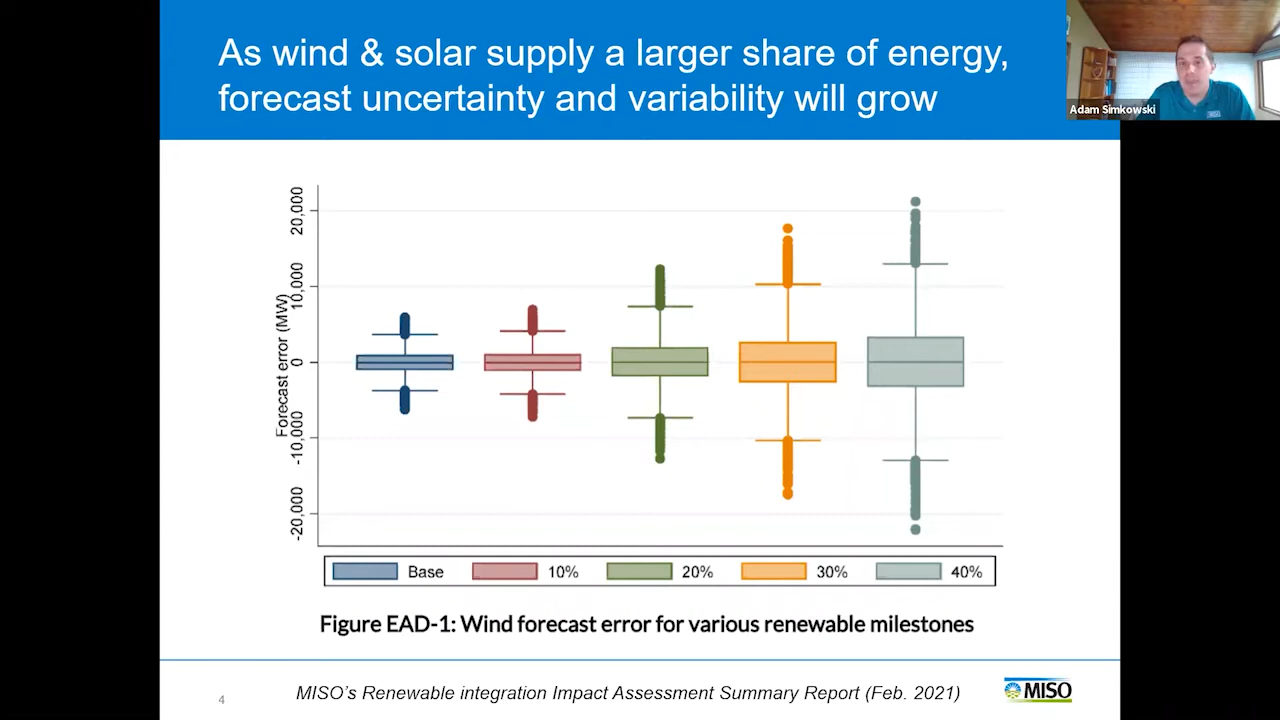 As wind & solar supply a larger share of energy,
forecast uncertainty and variability will grow
Adam Simkowski
Forecast error (MW)
20,000
10,000
0
-10,000
-20,000
Base
10%
20%
30%
40%
Figure EAD-1: Wind forecast error for various renewable milestones
4
MISO's Renewable integration Impact Assessment Summary Report (Feb. 2021)
MISO